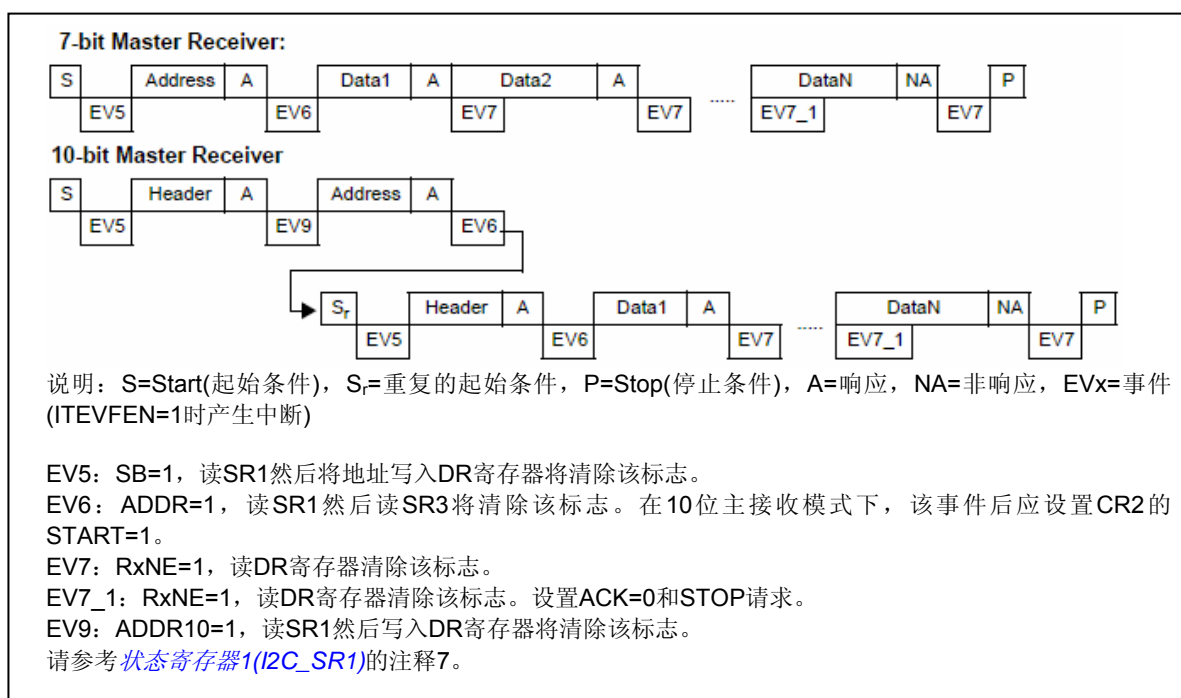 7-bit Master Receiver:
S Address A Data1 A Data2 A ..... DataN NA P
EV5 EV6 EV7 EV7 EV7_1 EV7
10-bit Master Receiver
S Header A Address A
EV5 EV9 EV6
Sr Header A Data1 A ..... DataN NA P
EV5 EV6 EV7 EV7_1 EV7
说明：S=Start(起始条件)，Sr=重复的起始条件，P=Stop(停止条件)，A=响应，NA=非响应，EVx=事件
(ITEVFEN=1时产生中断)
EV5：SB=1，读SR1然后将地址写入DR寄存器将清除该标志。
EV6：ADDR=1，读SR1然后读SR3将清除该标志。在10位主接收模式下，该事件后应设置CR2的
START=1。
EV7：RxNE=1，读DR寄存器清除该标志。
EV7_1：RxNE=1，读DR寄存器清除该标志。设置ACK=0和STOP请求。
EV9：ADDR10=1，读SR1然后写入DR寄存器将清除该标志。
请参考状态寄存器1(I2C_SR1)的注释7。